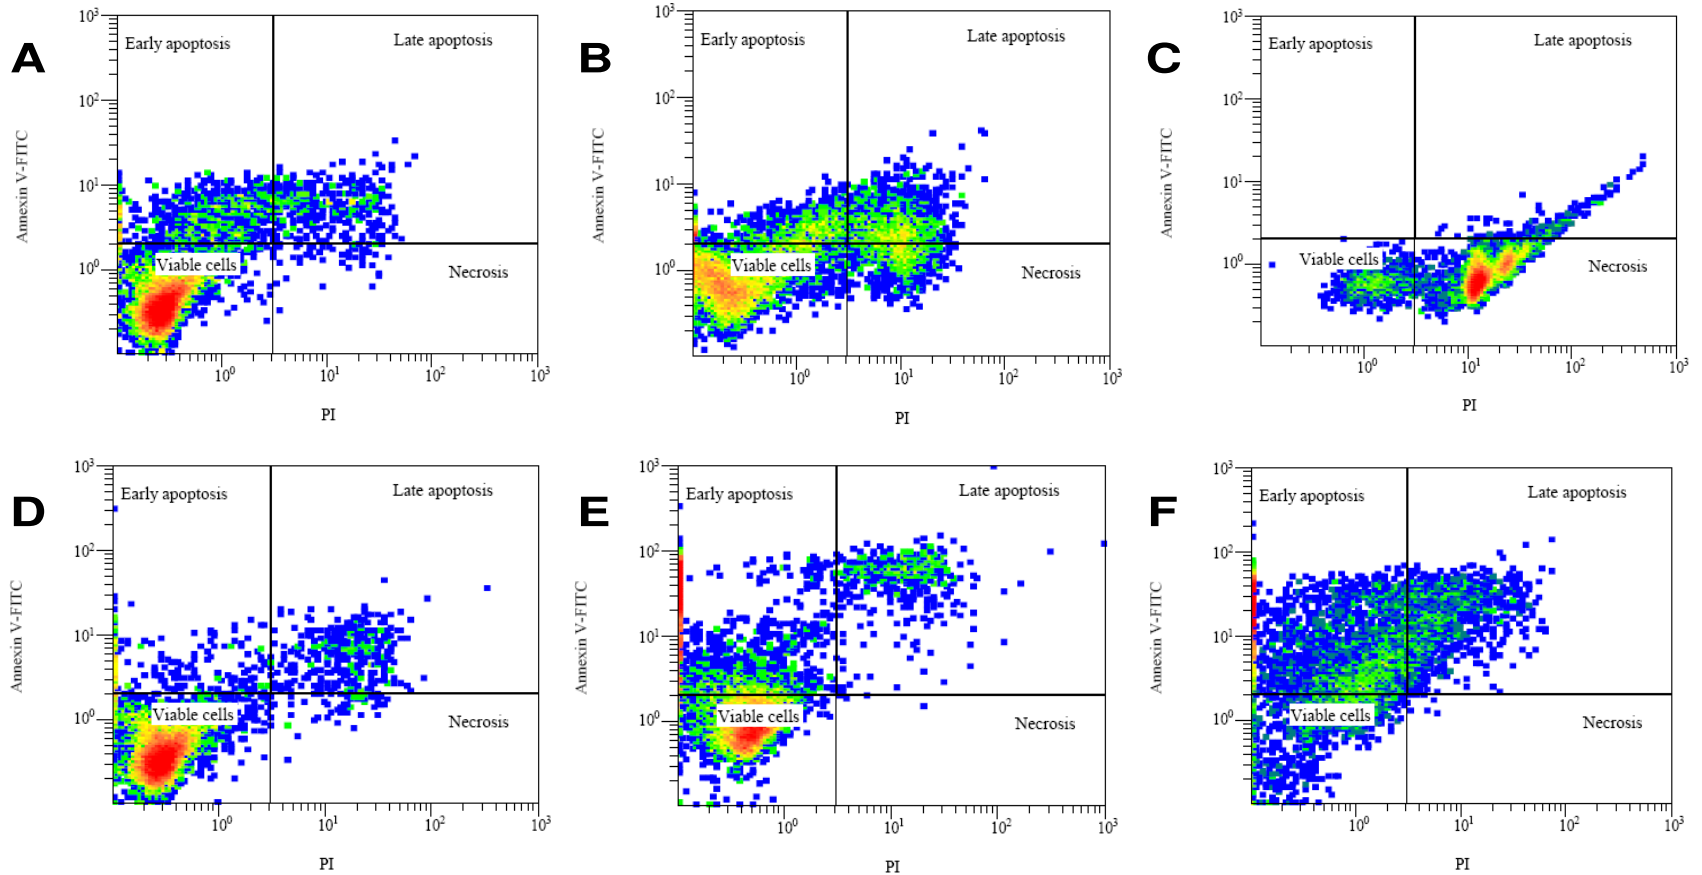 A
Early apoptosis
Late apoptosis
Viable cells
Necrosis
Annexin V-FITC
10³
10²
10¹
10⁰
10⁰
10¹
10²
10³
PI
B
Early apoptosis
Late apoptosis
Viable cells
Necrosis
Annexin V-FITC
10³
10²
10¹
10⁰
10⁰
10¹
10²
10³
PI
C
Early apoptosis
Late apoptosis
Viable cells
Necrosis
Annexin V-FITC
10³
10²
10¹
10⁰
10⁰
10¹
10²
10³
PI
D
Early apoptosis
Late apoptosis
Viable cells
Necrosis
Annexin V-FITC
10³
10²
10¹
10⁰
10⁰
10¹
10²
10³
PI
E
Early apoptosis
Late apoptosis
Viable cells
Necrosis
Annexin V-FITC
10³
10²
10¹
10⁰
10⁰
10¹
10²
10³
PI
F
Early apoptosis
Late apoptosis
Viable cells
Necrosis
Annexin V-FITC
10³
10²
10¹
10⁰
10⁰
10¹
10²
10³
PI